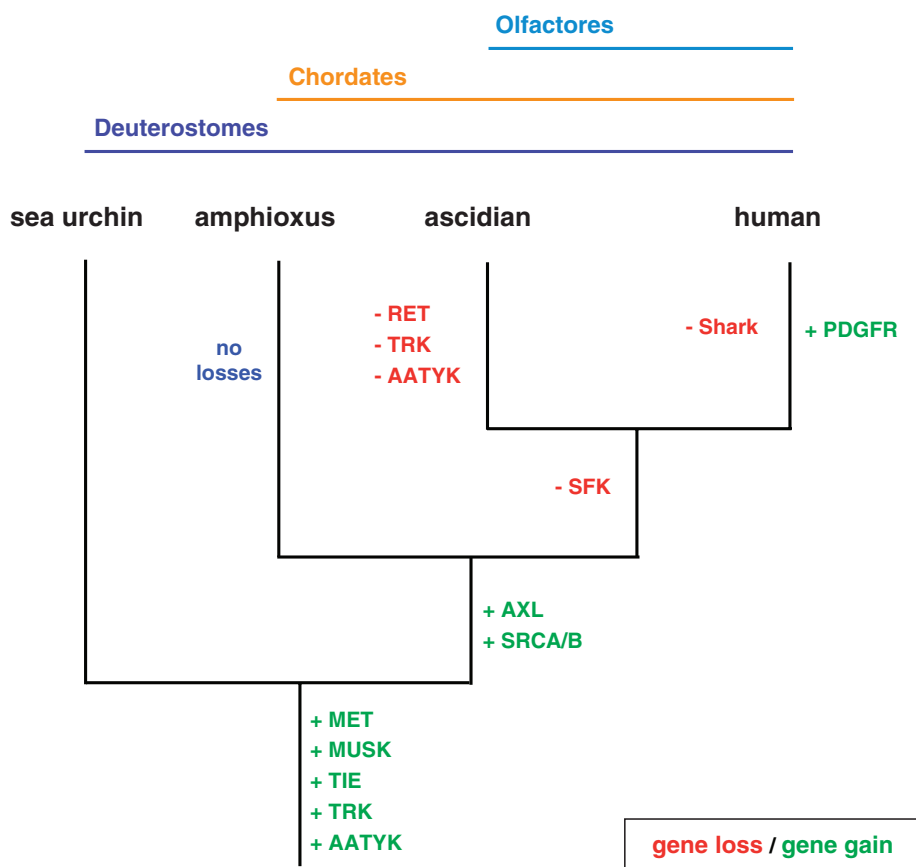 Olfactores
Chordates
Deuterostomes
sea urchin
amphioxus
ascidian
human
no
losses
- RET
- TRK
- AATYK
- Shark
+ PDGFR
- SFK
+ AXL
+ SRCA/B
+ MET
+ MUSK
+ TIE
+ TRK
+ AATYK
gene loss / gene gain